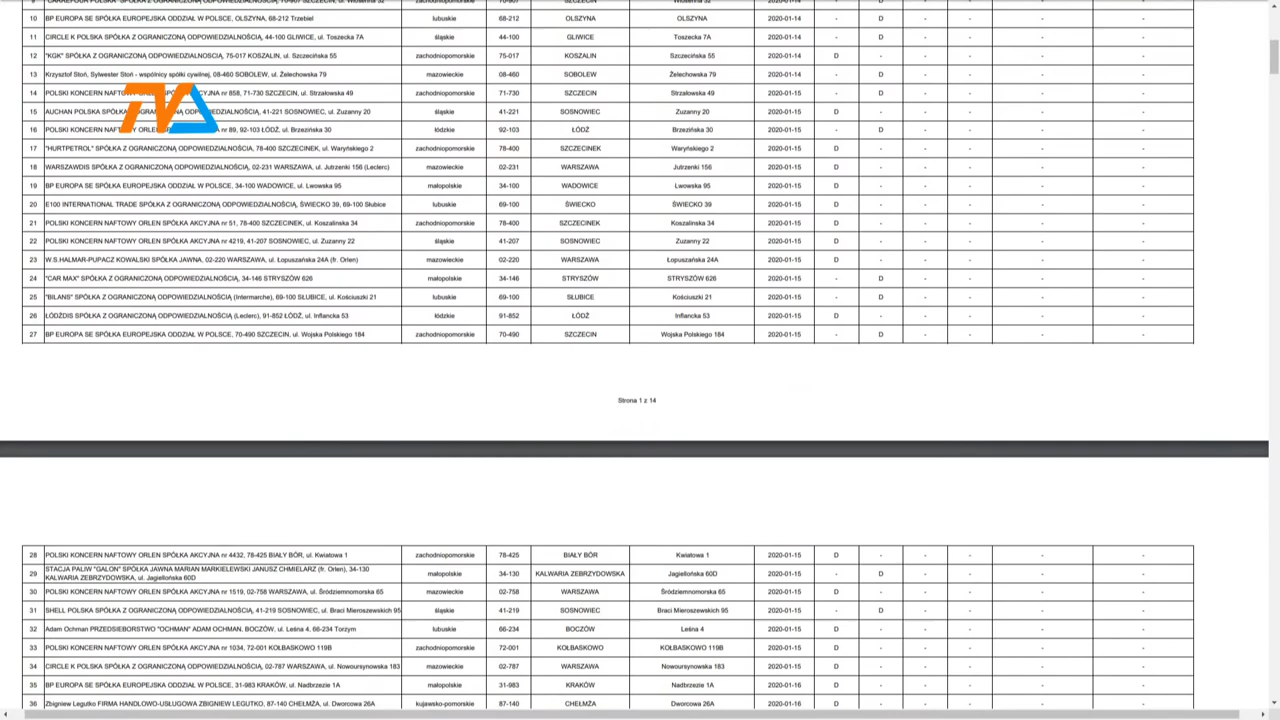 10 BP EUROPA SE SPÓŁKA EUROPEJSKA ODDZIAŁ W POLSCE, OLSZYNA, 68-212 Trzebiel lubuskie 68-212 OLSZYNA OLSZYNA 2020-01-14 - D - - - -
11 CIRCLE K POLSKA SPÓŁKA Z OGRANICZONĄ ODPOWIEDZIALNOŚCIĄ, 44-100 GLIWICE, ul. Toszecka 7A śląskie 44-100 GLIWICE Toszecka 7A 2020-01-14 - D - - - -
12 "KGK" SPÓŁKA Z OGRANICZONĄ ODPOWIEDZIALNOŚCIĄ, 75-017 KOSZALIN, ul. Szczecińska 55 zachodniopomorskie 75-017 KOSZALIN Szczecińska 55 2020-01-14 D - - - - -
13 Krzysztof Stoń, Sylwester Stoń - wspólnicy spółki cywilnej, 08-460 SOBOLEW, ul. Żelechowska 79 mazowieckie 08-460 SOBOLEW Żelechowska 79 2020-01-14 - D - - - -
14 POLSKI KONCERN NAFTOWY ORLEN SPÓŁKA AKCYJNA nr 858, 71-730 SZCZECIN, ul. Strzałowska 49 zachodniopomorskie 71-730 SZCZECIN Strzałowska 49 2020-01-14 - D - - - -
15 AUCHAN POLSKA SPÓŁKA Z OGRANICZONĄ ODPOWIEDZIALNOŚCIĄ, 41-221 SOSNOWIEC, ul. Zuzanny 20 śląskie 41-221 SOSNOWIEC Zuzanny 20 2020-01-15 D - - - - -
16 POLSKI KONCERN NAFTOWY ORLEN SPÓŁKA AKCYJNA nr 89, 92-103 ŁÓDŹ, ul. Brzezińska 30 łódzkie 92-103 ŁÓDŹ Brzezińska 30 2020-01-15 - D - - - -
17 "HURTPETROL" SPÓŁKA Z OGRANICZONĄ ODPOWIEDZIALNOŚCIĄ, 78-400 SZCZECINEK, ul. Waryńskiego 2 zachodniopomorskie 78-400 SZCZECINEK Waryńskiego 2 2020-01-15 D - - - - -
18 WARSZAWDIS SPÓŁKA Z OGRANICZONĄ ODPOWIEDZIALNOŚCIĄ, 02-231 WARSZAWA, ul. Jutrzenki 156 (Leclerc) mazowieckie 02-231 WARSZAWA Jutrzenki 156 2020-01-15 D - - - - -
19 BP EUROPA SE SPÓŁKA EUROPEJSKA ODDZIAŁ W POLSCE, 34-100 WADOWICE, ul. Lwowska 95 małopolskie 34-100 WADOWICE Lwowska 95 2020-01-15 D - - - - -
20 E100 INTERNATIONAL TRADE SPÓŁKA Z OGRANICZONĄ ODPOWIEDZIALNOŚCIĄ, ŚWIECKO 39, 69-100 Słubice lubuskie 69-100 ŚWIECKO ŚWIECKO 39 2020-01-15 D - - - - -
21 POLSKI KONCERN NAFTOWY ORLEN SPÓŁKA AKCYJNA nr 51, 78-400 SZCZECINEK, ul. Koszalinska 34 zachodniopomorskie 78-400 SZCZECINEK Koszalinska 34 2020-01-15 D - - - - -
22 POLSKI KONCERN NAFTOWY ORLEN SPÓŁKA AKCYJNA nr 4219, 41-207 SOSNOWIEC, ul. Zuzanny 22 śląskie 41-207 SOSNOWIEC Zuzanny 22 2020-01-15 D - - - - -
23 W.S.HALMAR-PUPACZ KOWALSKI SPÓŁKA JAWNA, 02-220 WARSZAWA, ul. Łopuszańska 24A (fr. Orlen) mazowieckie 02-220 WARSZAWA Łopuszańska 24A 2020-01-15 D - - - - -
24 "CAR MAX" SPÓŁKA Z OGRANICZONĄ ODPOWIEDZIALNOŚCIĄ, 34-146 STRYSZÓW 626 małopolskie 34-146 STRYSZÓW STRYSZÓW 626 2020-01-15 - D - - - -
25 "BILANS" SPÓŁKA Z OGRANICZONĄ ODPOWIEDZIALNOŚCIĄ (Intermarche), 69-100 SŁUBICE, ul. Kościuszki 21 lubuskie 69-100 SŁUBICE Kościuszki 21 2020-01-15 - D - - - -
26 ŁÓDŹDIS SPÓŁKA Z OGRANICZONĄ ODPOWIEDZIALNOŚCIĄ (Leclerc), 91-852 ŁÓDŹ, ul. Inflancka 53 łódzkie 91-852 ŁÓDŹ Inflancka 53 2020-01-15 D - - - - -
27 BP EUROPA SE SPÓŁKA EUROPEJSKA ODDZIAŁ W POLSCE, 70-490 SZCZECIN, ul. Wojska Polskiego 184 zachodniopomorskie 70-490 SZCZECIN Wojska Polskiego 184 2020-01-15 - D - - - -
Strona 1 z 14
28 POLSKI KONCERN NAFTOWY ORLEN SPÓŁKA AKCYJNA nr 4432, 78-425 BIAŁY BÓR, ul. Kwiatowa 1 zachodniopomorskie 78-425 BIAŁY BÓR Kwiatowa 1 2020-01-15 D - - - - -
29 STACJA PALIW "GALON" SPÓŁKA JAWNA MARIAN MARKIELEWSKI JANUSZ CHMIELARZ (fr. Orlen), 34-130
KALWARIA ZEBRZYDOWSKA, ul. Jagiellońska 60D małopolskie 34-130 KALWARIA ZEBRZYDOWSKA Jagiellońska 60D 2020-01-15 - D - - - -
30 POLSKI KONCERN NAFTOWY ORLEN SPÓŁKA AKCYJNA nr 1519, 02-758 WARSZAWA, ul. Śródziemnomorska 65 mazowieckie 02-758 WARSZAWA Śródziemnomorska 65 2020-01-15 D - - - - -
31 SHELL POLSKA SPÓŁKA Z OGRANICZONĄ ODPOWIEDZIALNOŚCIĄ, 41-219 SOSNOWIEC, ul. Braci Mieroszewskich 95 śląskie 41-219 SOSNOWIEC Braci Mieroszewskich 95 2020-01-15 - D - - - -
32 Adam Ochman PRZEDSIEBORSTWO "OCHMAN" ADAM OCHMAN. BOCZÓW, ul. Leśna 4, 66-234 Torzym lubuskie 66-234 BOCZÓW Leśna 4 2020-01-15 D - - - - -
33 POLSKI KONCERN NAFTOWY ORLEN SPÓŁKA AKCYJNA nr 1034, 72-001 KOŁBASKOWO 119B zachodniopomorskie 72-001 KOŁBASKOWO KOŁBASKOWO 119B 2020-01-15 D - - - - -
34 CIRCLE K POLSKA SPÓŁKA Z OGRANICZONĄ ODPOWIEDZIALNOŚCIĄ, 02-787 WARSZAWA, ul. Nowoursynowska 183 mazowieckie 02-787 WARSZAWA Nowoursynowska 183 2020-01-15 D - - - - -
35 BP EUROPA SE SPÓŁKA EUROPEJSKA ODDZIAŁ W POLSCE, 31-983 KRAKÓW, ul. Nadbrzezie 1A małopolskie 31-983 KRAKÓW Nadbrzezie 1A 2020-01-16 D - - - - -
36 Zbigniew Legutko FIRMA HANDLOWO-USŁUGOWA ZBIGNIEW LEGUTKO, 87-140 CHEŁMŻA, ul. Dworcowa 26A kujawsko-pomorskie 87-140 CHEŁMŻA Dworcowa 26A 2020-01-16 D - - - - -